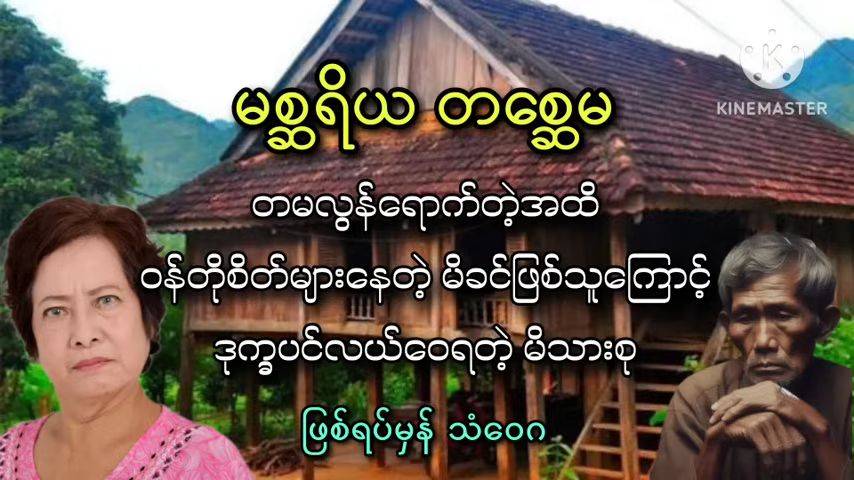 မစ္ဆရိယ တစ္ဆေမ
KINEMASTER
တမလွန်ရောက်တဲ့အထိ
ဝန်တိုစိတ်များနေတဲ့ မိခင်ဖြစ်သူကြောင့်
ဒုက္ခပင်လယ်ဝေရတဲ့ မိသားစု
ဖြစ်ရပ်မှန် သံဝေဂ